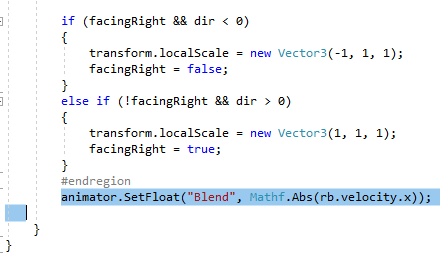 if (facingRight && dir < 0)
{
transform.localScale = new Vector3(-1, 1, 1);
facingRight = false;
}
else if (!facingRight && dir > 0)
{
transform.localScale = new Vector3(1, 1, 1);
facingRight = true;
}
#endregion
animator.SetFloat("Blend", Mathf.Abs(rb.velocity.x));
}
}